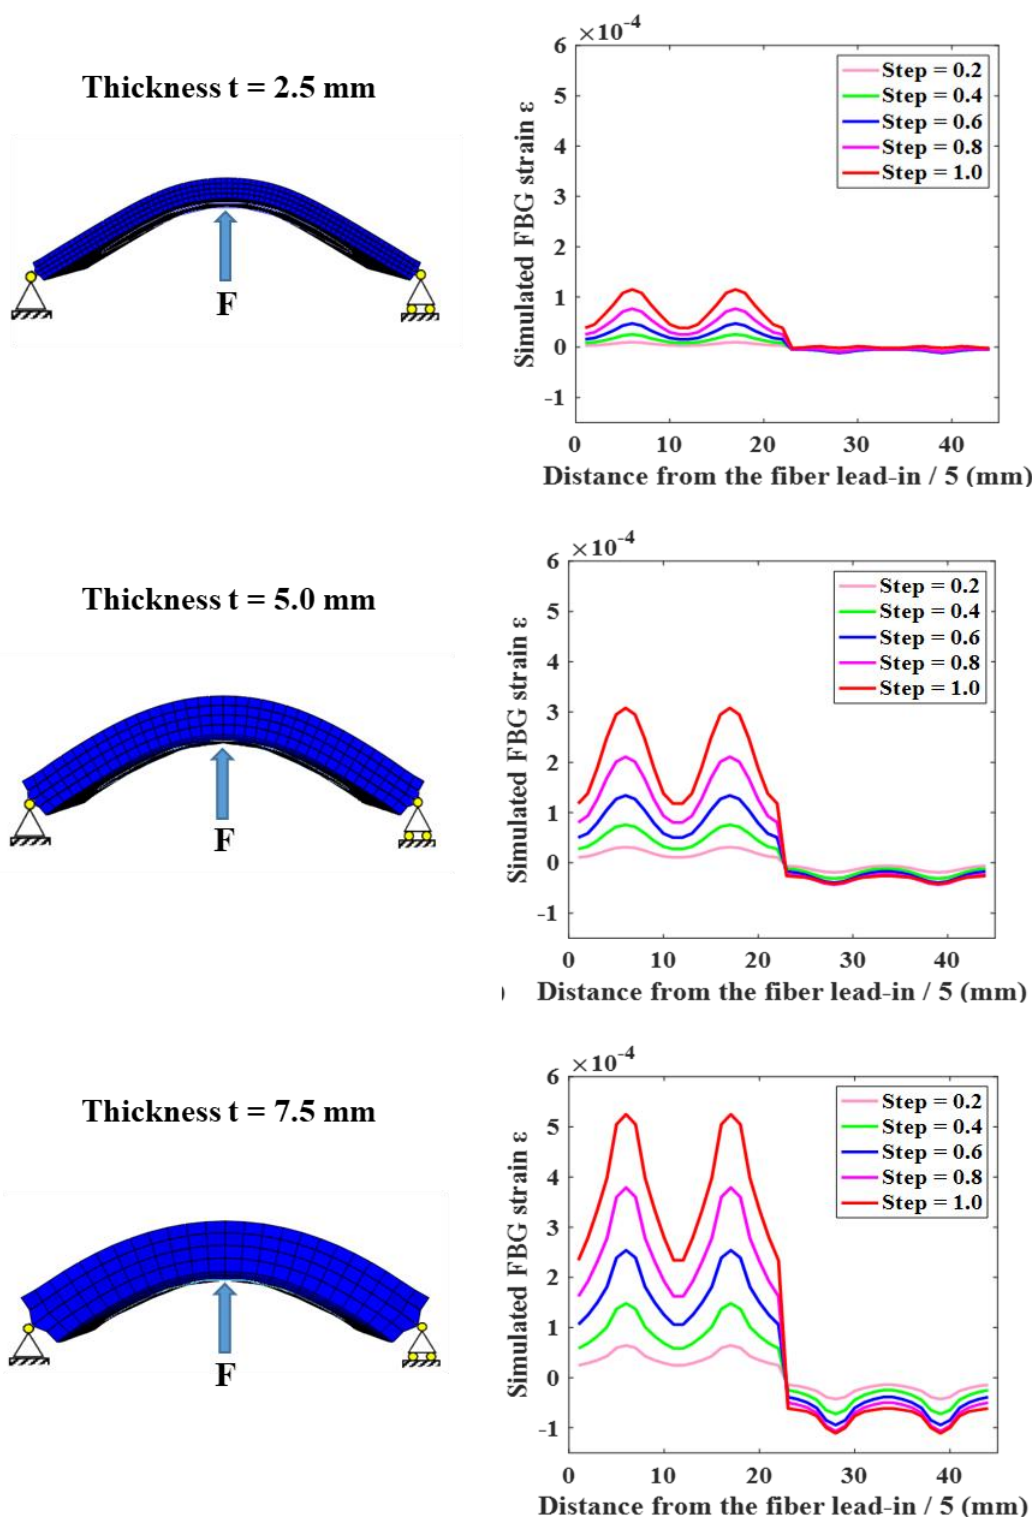 Thickness t = 2.5 mm
F
×10-4
6
5
4
3
2
1
0
-1
0 10 20 30 40
Simulated FBG strain ε
Distance from the fiber lead-in / 5 (mm)
Step = 0.2
Step = 0.4
Step = 0.6
Step = 0.8
Step = 1.0
Thickness t = 5.0 mm
F
×10-4
6
5
4
3
2
1
0
-1
0 10 20 30 40
Simulated FBG strain ε
) Distance from the fiber lead-in / 5 (mm)
Step = 0.2
Step = 0.4
Step = 0.6
Step = 0.8
Step = 1.0
Thickness t = 7.5 mm
F
×10-4
6
5
4
3
2
1
0
-1
0 10 20 30 40
Simulated FBG strain ε
Distance from the fiber lead-in / 5 (mm)
Step = 0.2
Step = 0.4
Step = 0.6
Step = 0.8
Step = 1.0